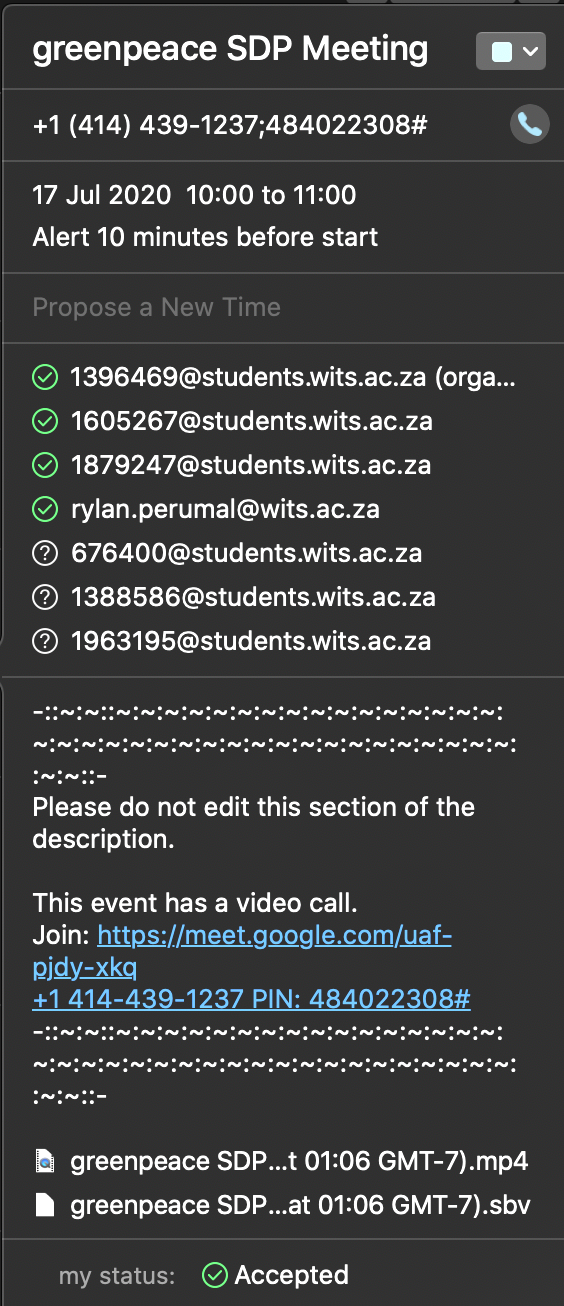 greenpeace SDP Meeting
+1 (414) 439-1237;484022308#
17 Jul 2020  10:00 to 11:00
Alert 10 minutes before start
Propose a New Time
1396469@students.wits.ac.za (orga...
1605267@students.wits.ac.za
1879247@students.wits.ac.za
rylan.perumal@wits.ac.za
676400@students.wits.ac.za
1388586@students.wits.ac.za
1963195@students.wits.ac.za
-::~:~::~:~:~:~:~:~:~:~:~:~:~:~:~:~:~:~:~:
~:~:~:~:~:~:~:~:~:~:~:~:~:~:~:~:~:~:~:~:
:~:~::-
Please do not edit this section of the
description.
This event has a video call.
Join: https://meet.google.com/uaf-
pjdy-xkq
+1 414-439-1237 PIN: 484022308#
-::~:~::~:~:~:~:~:~:~:~:~:~:~:~:~:~:~:~:~:
~:~:~:~:~:~:~:~:~:~:~:~:~:~:~:~:~:~:~:~:
:~:~::-
greenpeace SDP...t 01:06 GMT-7).mp4
greenpeace SDP...at 01:06 GMT-7).sbv
my status: Accepted